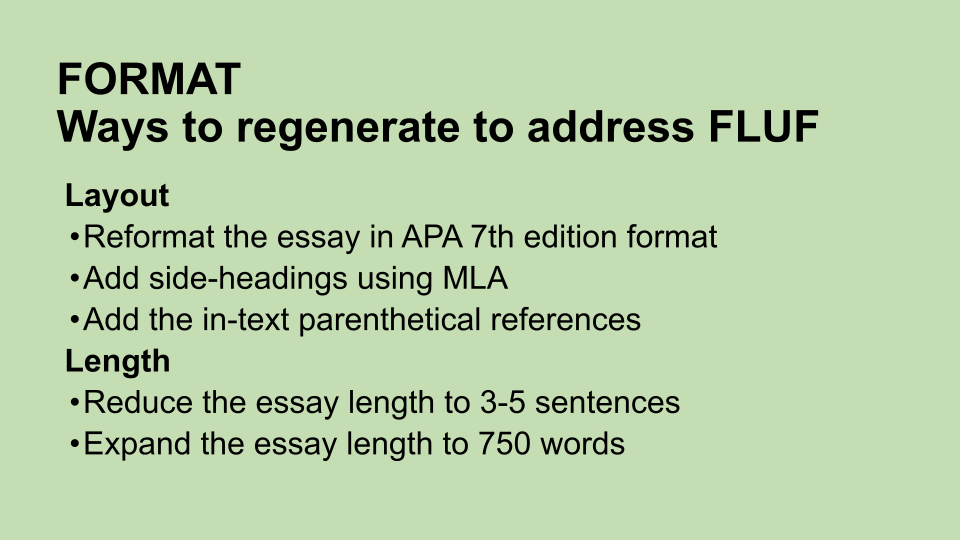 FORMAT
Ways to regenerate to address FLUF
Layout
•Reformat the essay in APA 7th edition format
•Add side-headings using MLA
•Add the in-text parenthetical references
Length
•Reduce the essay length to 3-5 sentences
•Expand the essay length to 750 words